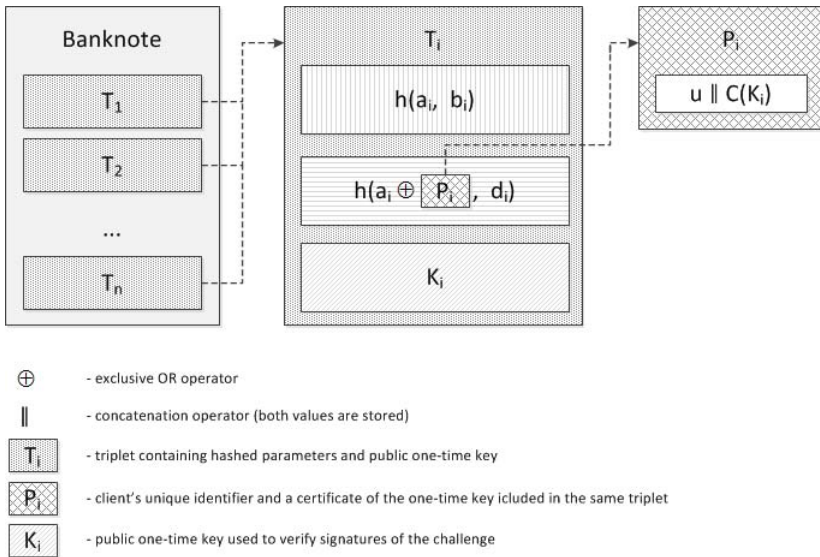 Banknote
T1
T2
...
Tn
Ti
h(ai, bi)
h(ai ⊕ Pi, di)
Ki
Pi
u || C(Ki)
⊕ - exclusive OR operator
|| - concatenation operator (both values are stored)
Ti - triplet containing hashed parameters and public one-time key
Pi - client's unique identifier and a certificate of the one-time key icluded in the same triplet
Ki - public one-time key used to verify signatures of the challenge